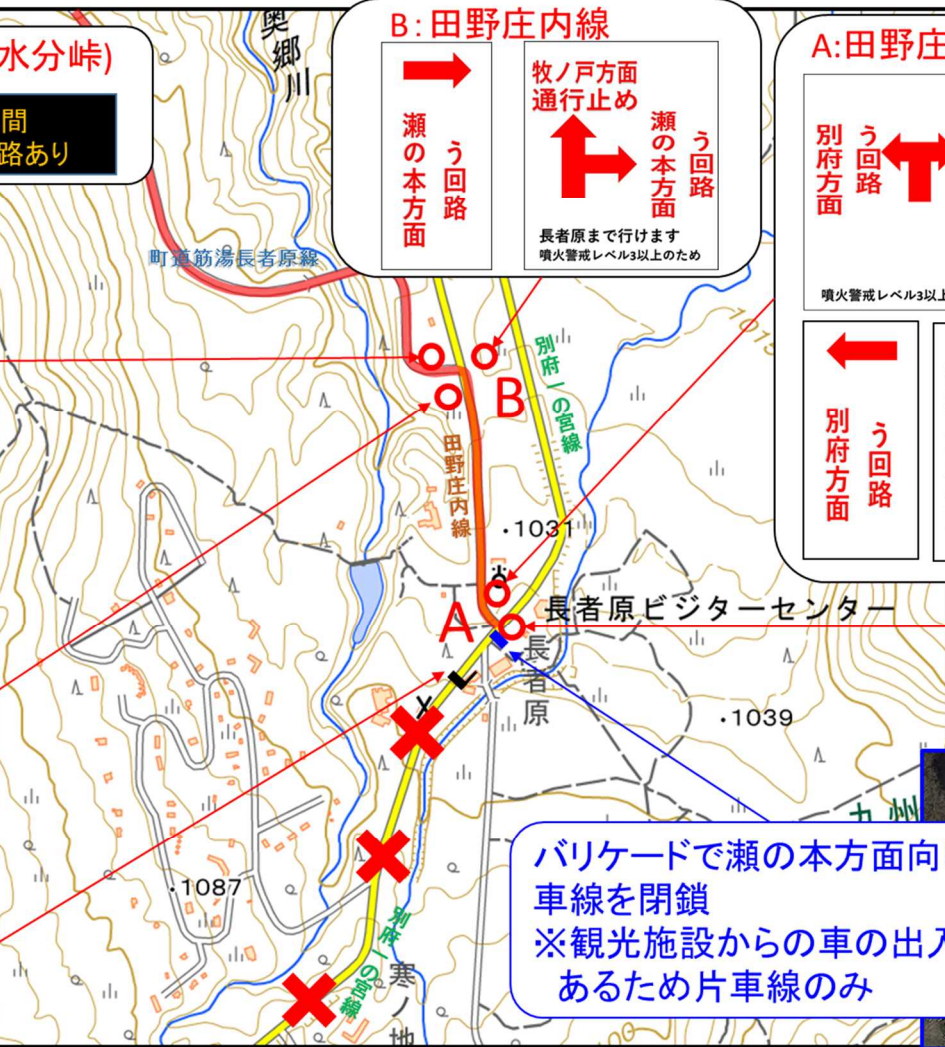 水分峠)
間
路あり
奥郷川
B：田野庄内線
瀬の本方面
う回路
牧ノ戸方面
通行止め
瀬の本方面
う回路
長者原まで行けます
噴火警戒レベル3以上のため
A:田野庄
別府方面
う回路
噴火警戒レベル3以上
別府方面
う回路
町道筋湯長者原線
1015
別府一の宮線
B
田野庄内線
・1031
A
長者原ビジターセンター
長者原
・1039
九州
・1087
バリケードで瀬の本方面向
車線を閉鎖
※観光施設からの車の出入
あるため片車線のみ
別府一の宮線
寒ノ地